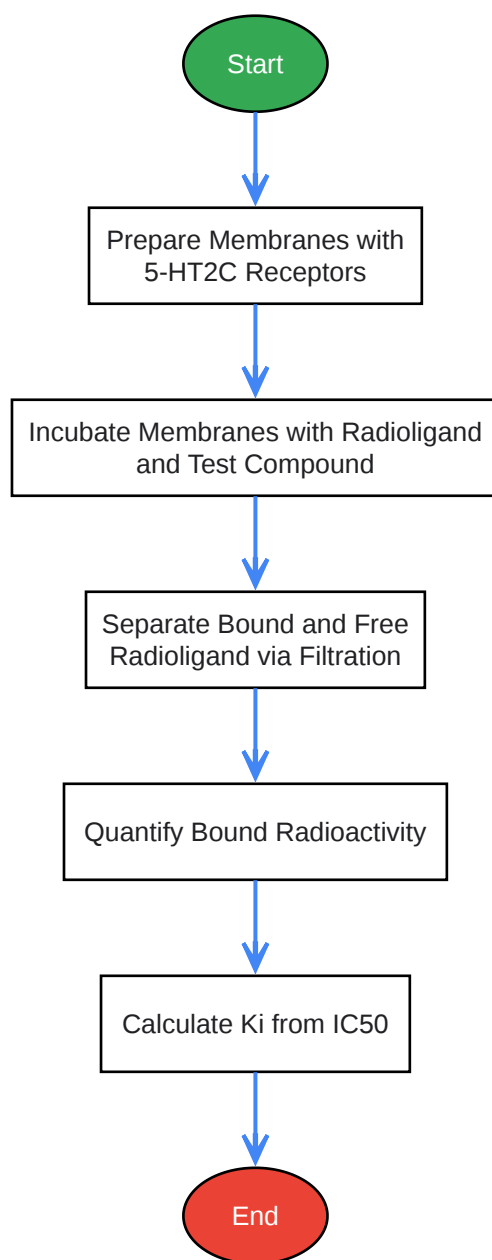 Start
Prepare Membranes with
5-HT2C Receptors
Incubate Membranes with Radioligand
and Test Compound
Separate Bound and Free
Radioligand via Filtration
Quantify Bound Radioactivity
Calculate Ki from IC50
End